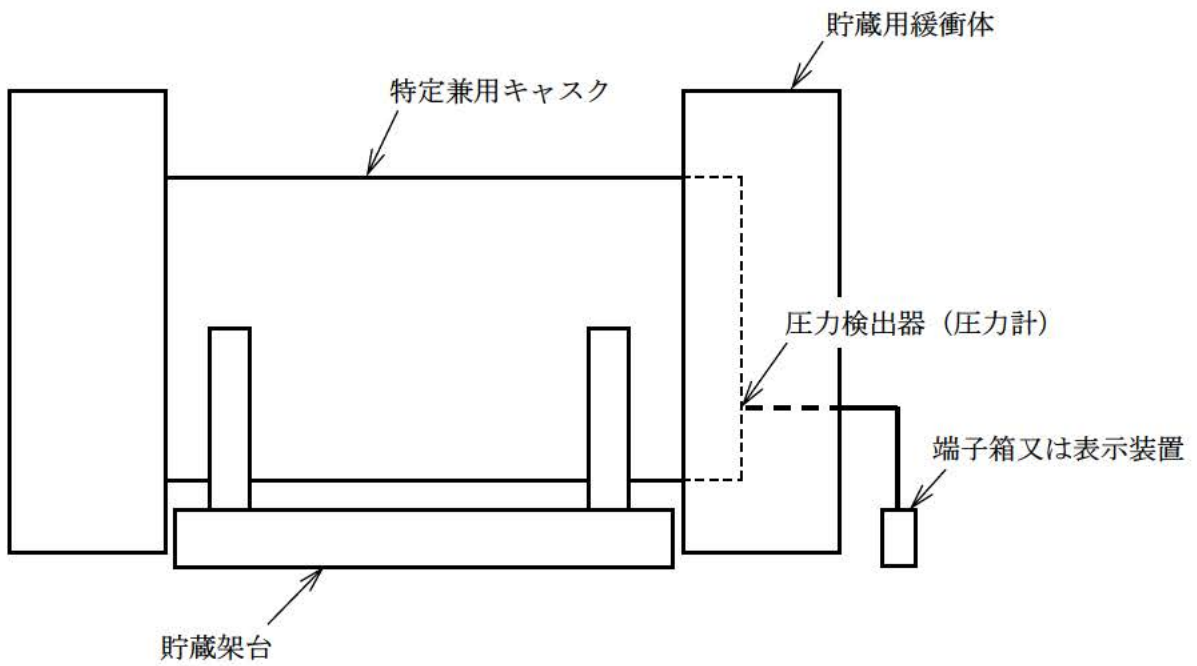 貯蔵用緩衝体
特定兼用キャスク
圧力検出器（圧力計）
端子箱又は表示装置
貯蔵架台